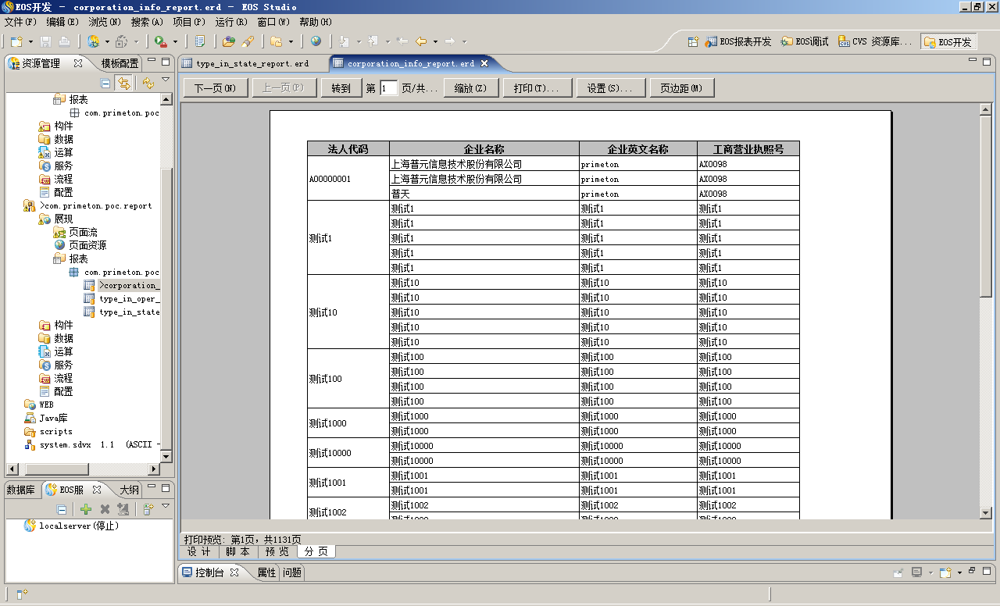 EOS开发 － corporation_info_report.erd － EOS Studio
文件(F) 编辑(E) 浏览(N) 搜索(A) 项目(P) 运行(R) 窗口(W) 帮助(H)
EOS报表开发 EOS调试 CVS 资源库... EOS开发
资源管理 模板配置
报表
com.primeton.poc
构件
数据
运算
服务
流程
配置
>com.primeton.poc.report
展现
页面流
页面资源
报表
com.primeton.poc
>corporation_
type_in_oper_
type_in_state
构件
数据
运算
服务
流程
配置
WEB
Java库
scripts
system.sdvx 1.1 (ASCII -
数据库 EOS服 大纲
localserver(停止)
type_in_state_report.erd corporation_info_report.erd
下一页(N) 上一页(P) 转到 第 1 页/共... 缩放(Z) 打印(T)... 设置(S)... 页边距(M)
法人代码 企业名称 企业英文名称 工商营业执照号
A00000001 上海普元信息技术股份有限公司 primeton AX0098
上海普元信息技术股份有限公司 primeton AX0098
普天 primeton AX0098
测试1 测试1 测试1 测试1
测试1 测试1 测试1
测试1 测试1 测试1
测试1 测试1 测试1
测试1 测试1 测试1
测试10 测试10 测试10 测试10
测试10 测试10 测试10
测试10 测试10 测试10
测试10 测试10 测试10
测试10 测试10 测试10
测试100 测试100 测试100 测试100
测试100 测试100 测试100
测试100 测试100 测试100
测试100 测试100 测试100
测试1000 测试1000 测试1000 测试1000
测试1000 测试1000 测试1000
测试10000 测试10000 测试10000 测试10000
测试10000 测试10000 测试10000
测试1001 测试1001 测试1001 测试1001
测试1001 测试1001 测试1001
测试1002 测试1002 测试1002 测试1002
打印预览: 第1页, 共1131页
设 计 脚 本 预 览 分 页
控制台 属性 问题